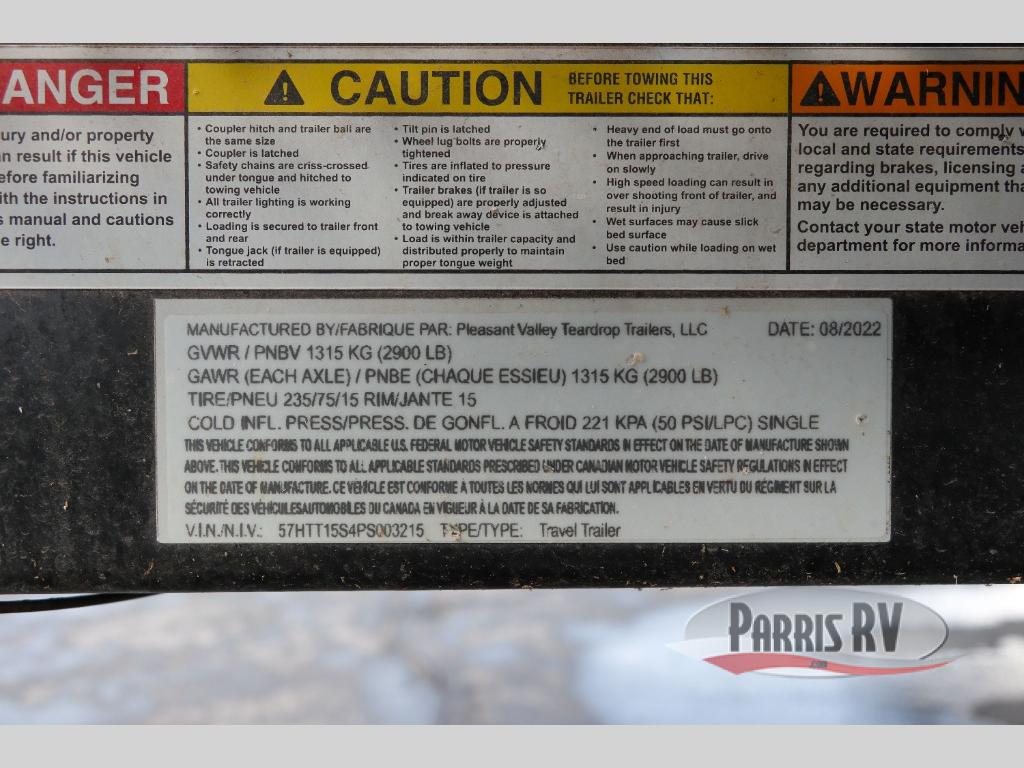 ANGER
ury and/or property
n result if this vehicle
efore familiarizing
ith the instructions in
s manual and cautions
e right.
CAUTION
BEFORE TOWING THIS
TRAILER CHECK THAT:
• Coupler hitch and trailer ball are
the same size
• Coupler is latched
• Safety chains are criss-crossed
under tongue and hitched to
towing vehicle
• All trailer lighting is working
correctly
• Loading is secured to trailer front
and rear
• Tongue jack (if trailer is equipped)
is retracted
• Tilt pin is latched
• Wheel lug bolts are properly
tightened
• Tires are inflated to pressure
indicated on tire
• Trailer brakes (if trailer is so
equipped) are properly adjusted
and break away device is attached
to towing vehicle
• Load is within trailer capacity and
distributed properly to maintain
proper tongue weight
• Heavy end of load must go onto
the trailer first
• When approaching trailer, drive
on slowly
• High speed loading can result in
over shooting front of trailer, and
result in injury
• Wet surfaces may cause slick
bed surface
• Use caution while loading on wet
bed
WARNIN
You are required to comply w
local and state requirements
regarding brakes, licensing a
any additional equipment tha
may be necessary.
Contact your state motor veh
department for more informa
MANUFACTURED BY/FABRIQUE PAR: Pleasant Valley Teardrop Trailers, LLC DATE: 08/2022
GVWR / PNBV 1315 KG (2900 LB)
GAWR (EACH AXLE) / PNBE (CHAQUE ESSIEU) 1315 KG (2900 LB)
TIRE/PNEU 235/75/15 RIM/JANTE 15
COLD INFL. PRESS/PRESS. DE GONFL. A FROID 221 KPA (50 PSI/LPC) SINGLE
THIS VEHICLE CONFORMS TO ALL APPLICABLE U.S. FEDERAL MOTOR VEHICLE SAFETY STANDARDS IN EFFECT ON THE DATE OF MANUFACTURE SHOWN
ABOVE. THIS VEHICLE CONFORMS TO ALL APPLICABLE STANDARDS PRESCRIBED UNDER CANADIAN MOTOR VEHICLE SAFETY REGULATIONS IN EFFECT
ON THE DATE OF MANUFACTURE. CE VEHICLE EST CONFORME À TOUTES LES NORMES QUI LUI SONT APPLICABLES EN VERTU DU RÉGIMENT SUR LA
SÉCURITÉ DES VÉHICULESAUTOMOBILES DU CANADA EN VIGUEUR À LA DATE DE SA FABRICATION.
V.I.N./N.I.V.: 57HTT15S4PS003215 TYPE/TYPE: Travel Trailer
PARRIS RV
.com